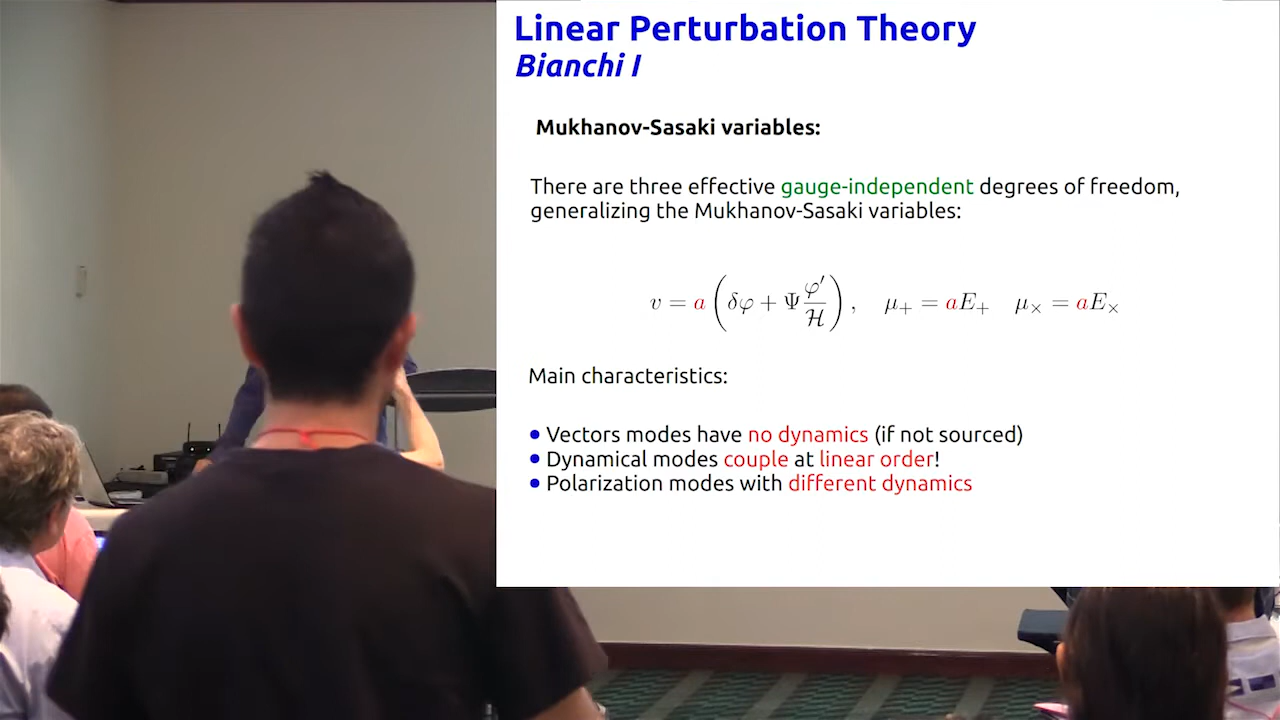 Linear Perturbation Theory
Bianchi I
Mukhanov-Sasaki variables:
There are three effective gauge-independent degrees of freedom,
generalizing the Mukhanov-Sasaki variables:
v = a ( δφ + Ψ φ′/ℋ ) , μ₊ = aE₊ μ× = aE×
Main characteristics:
• Vectors modes have no dynamics (if not sourced)
• Dynamical modes couple at linear order!
• Polarization modes with different dynamics